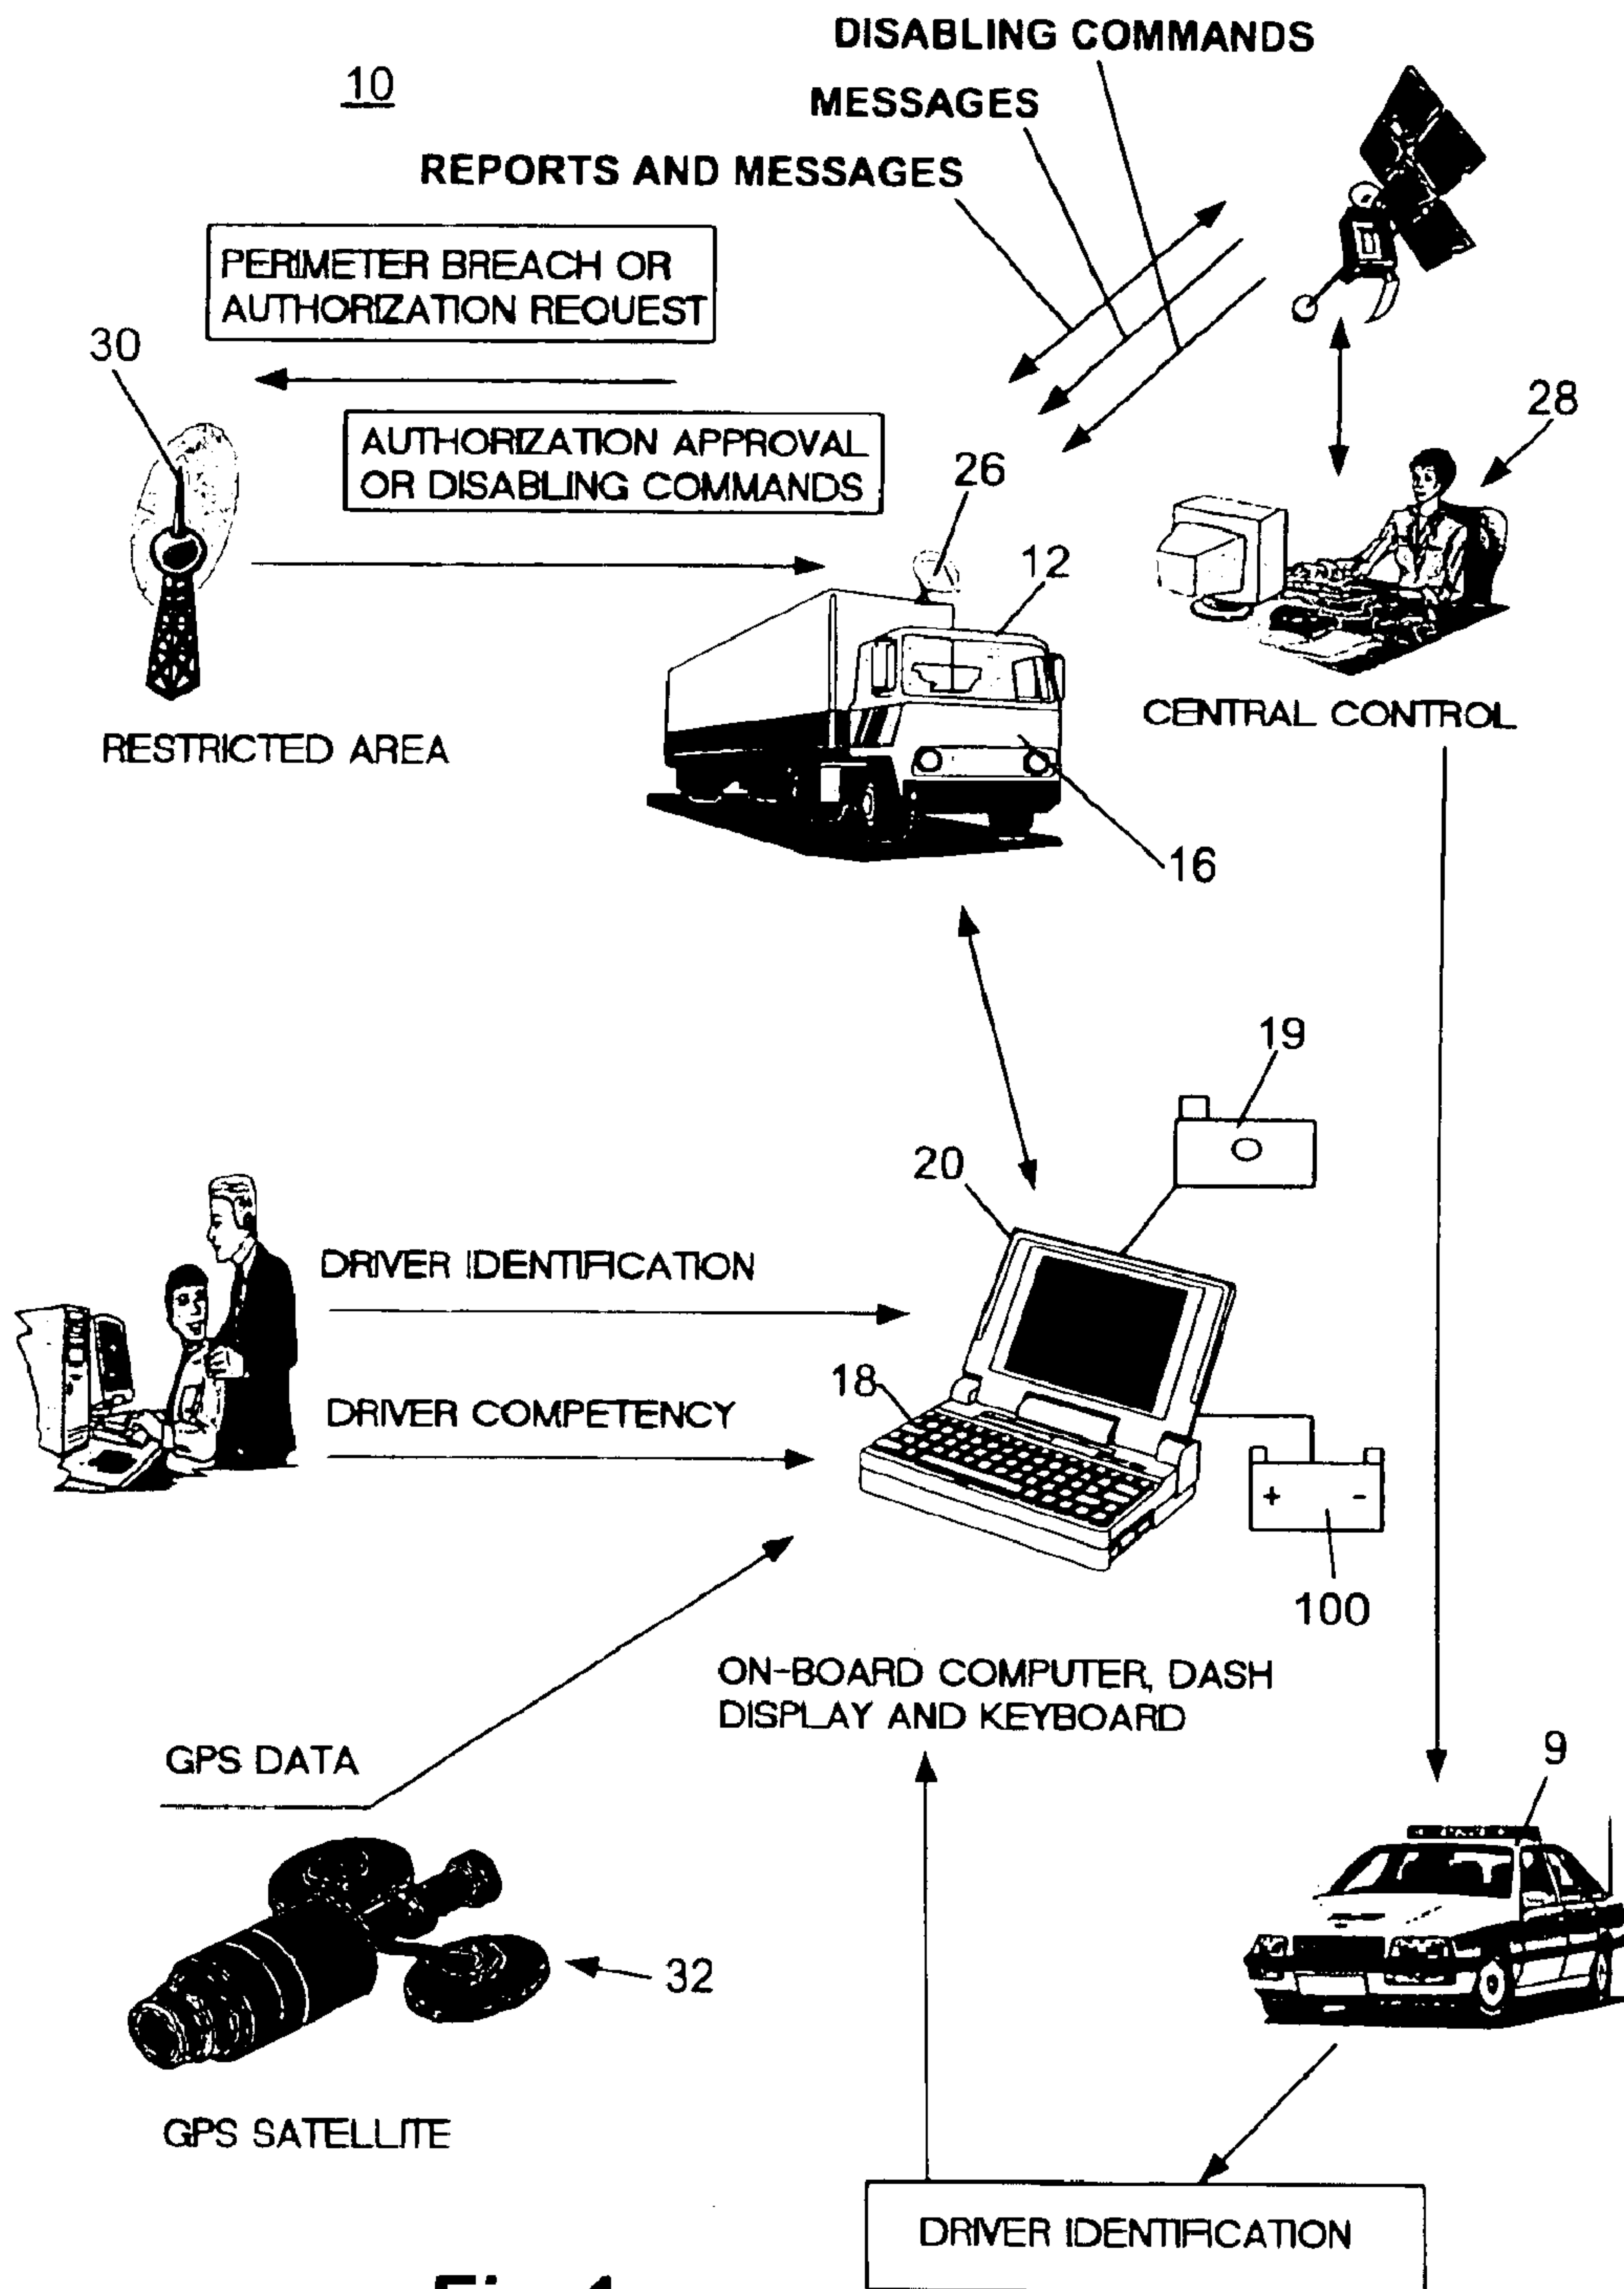 DISABLING COMMANDS
10
MESSAGES
REPORTS AND MESSAGES
PERIMETER BREACH OR
AUTHORIZATION REQUEST
30
AUTHORIZATION APPROVAL
OR DISABLING COMMANDS
28
26
12
CENTRAL CONTROL
RESTRICTED AREA
16
19
20
DRIVER IDENTIFICATION
18
DRIVER COMPETENCY
+ -
100
ON-BOARD COMPUTER, DASH
DISPLAY AND KEYBOARD
GPS DATA
9
32
GPS SATELLITE
DRIVER IDENTIFICATION